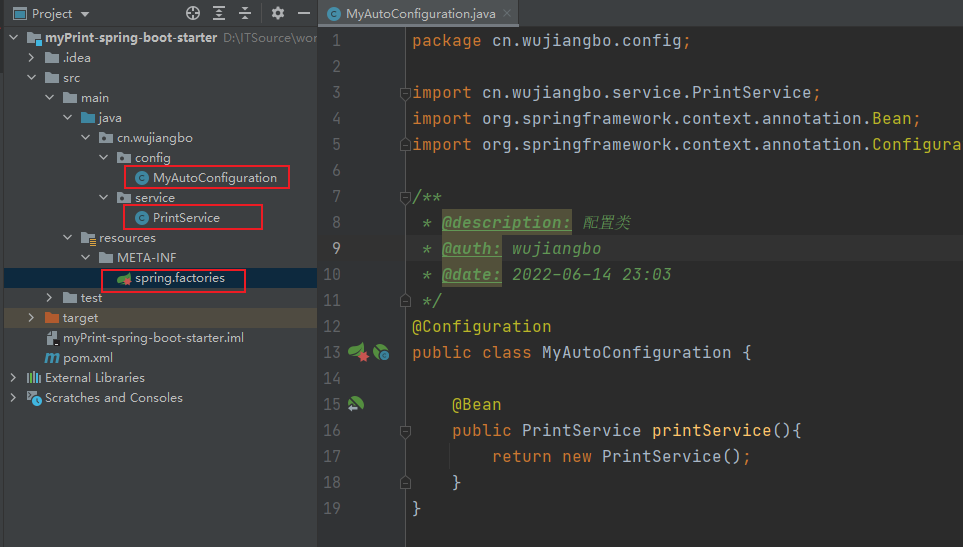 Project
myPrint-spring-boot-starter D:\ITSource\wor
.idea
src
main
java
cn.wujiangbo
config
MyAutoConfiguration
service
PrintService
resources
META-INF
spring.factories
test
target
myPrint-spring-boot-starter.iml
pom.xml
External Libraries
Scratches and Consoles
MyAutoConfiguration.java
1 package cn.wujiangbo.config;
2
3 import cn.wujiangbo.service.PrintService;
4 import org.springframework.context.annotation.Bean;
5 import org.springframework.context.annotation.Configura
6
7 /**
8 * @description: 配置类
9 * @auth: wujiangbo
10 * @date: 2022-06-14 23:03
11 */
12 @Configuration
13 public class MyAutoConfiguration {
14
15 @Bean
16 public PrintService printService(){
17 return new PrintService();
18 }
19 }